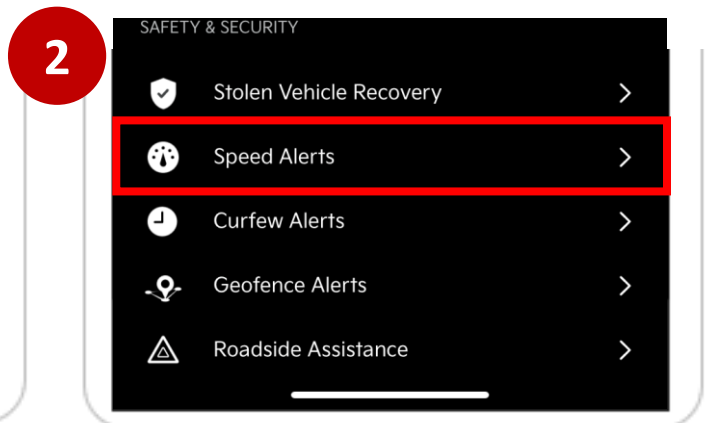 2
SAFETY & SECURITY
Stolen Vehicle Recovery
Speed Alerts
Curfew Alerts
Geofence Alerts
Roadside Assistance